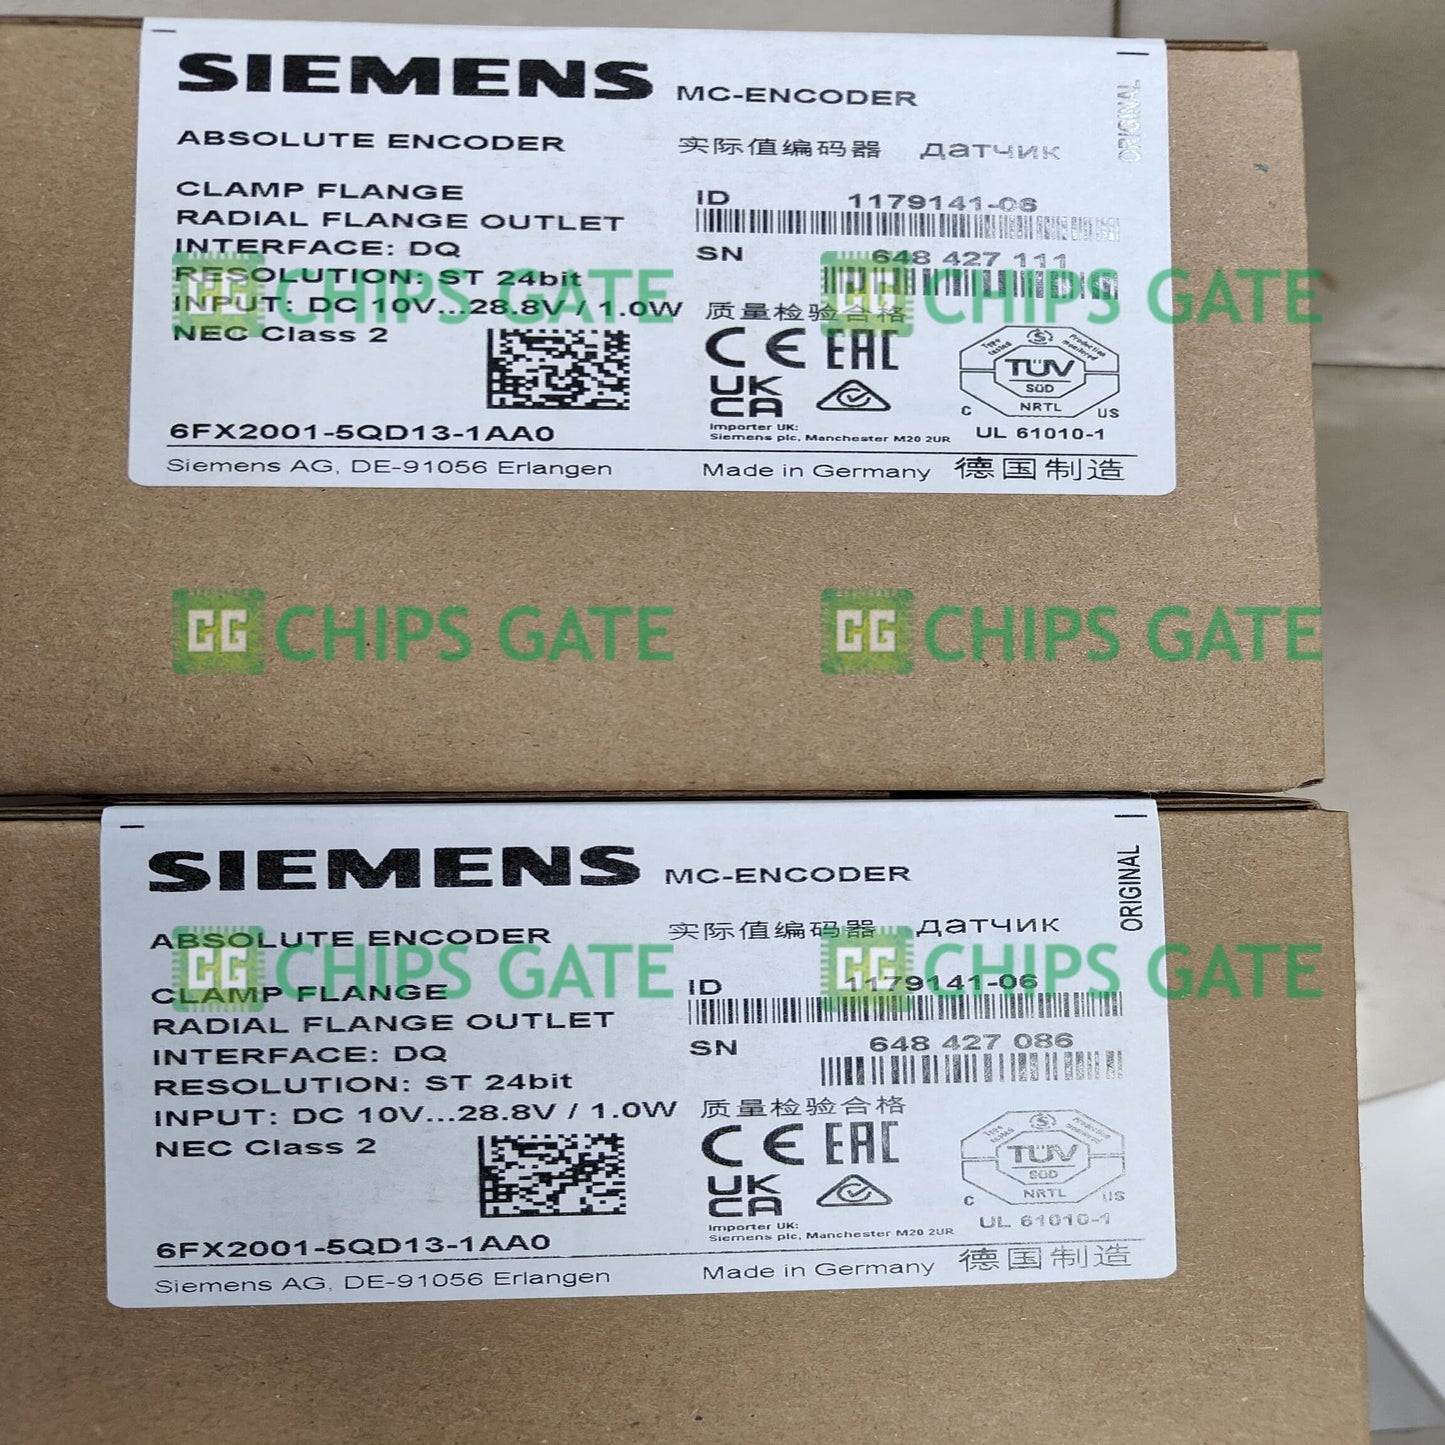 SIEMENS MC-ENCODER
ORIGINAL
ABSOLUTE ENCODER 实际值编码器 датчик
CLAMP FLANGE
RADIAL FLANGE OUTLET
INTERFACE: DQ
RESOLUTION: ST 24bit
INPUT: DC 10V...28.8V / 1.0W
NEC Class 2
ID 1179141-08
SN 648 427 111
质量检验合格
CE EAC
UK
CA
Type tested
Production monitored
TÜV
SÜD
NRTL
C US
Importer UK:
Siemens plc, Manchester M20 2UR
UL 61010-1
6FX2001-5QD13-1AA0
Siemens AG, DE-91056 Erlangen Made in Germany 德国制造
CG CHIPS GATE CG CHIPS GATE
CG CHIPS GATE CG CHIPS GATE
SIEMENS MC-ENCODER
ORIGINAL
ABSOLUTE ENCODER 实际值编码器 датчик
CLAMP FLANGE
RADIAL FLANGE OUTLET
INTERFACE: DQ
RESOLUTION: ST 24bit
INPUT: DC 10V...28.8V / 1.0W
NEC Class 2
ID 1179141-06
SN 648 427 086
质量检验合格
CE EAC
UK
CA
Type tested
Production monitored
TÜV
SÜD
NRTL
C US
Importer UK:
Siemens plc, Manchester M20 2UR
UL 61010-1
6FX2001-5QD13-1AA0
Siemens AG, DE-91056 Erlangen Made in Germany 德国制造
CG CHIPS GATE CG CHIPS GATE